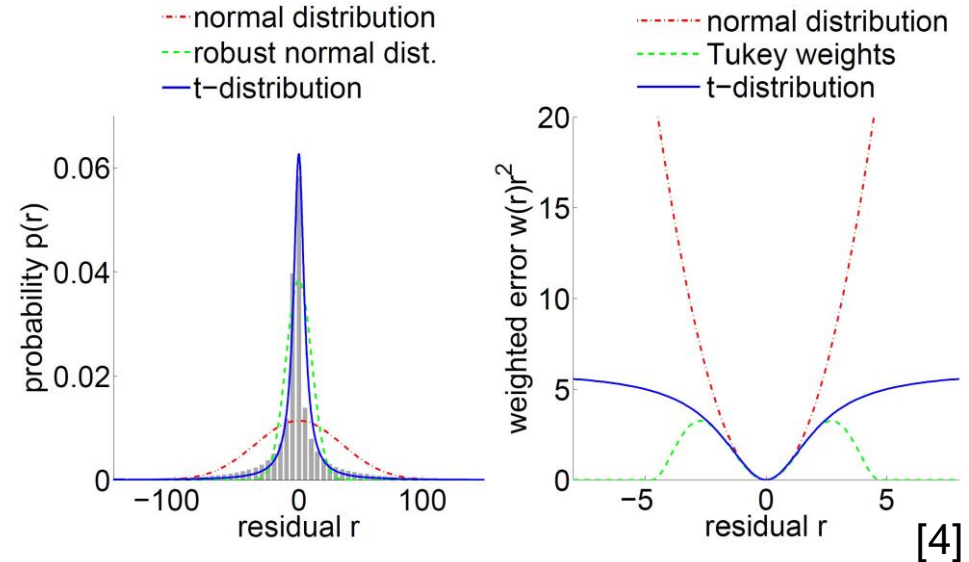 normal distribution
robust normal dist.
t-distribution
0.06
0.04
0.02
0
probability p(r)
-100
0
100
residual r
normal distribution
Tukey weights
t-distribution
20
15
10
5
0
weighted error w(r)r²
-5
0
5
residual r
[4]